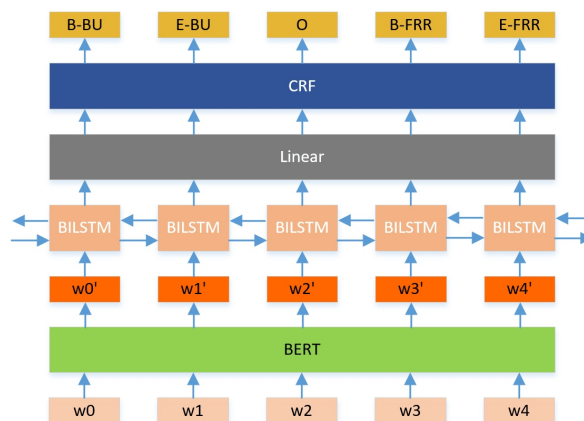 B-BU E-BU O B-FRR E-FRR
CRF
Linear
BILSTM BILSTM BILSTM BILSTM BILSTM
w0' w1' w2' w3' w4'
BERT
w0 w1 w2 w3 w4